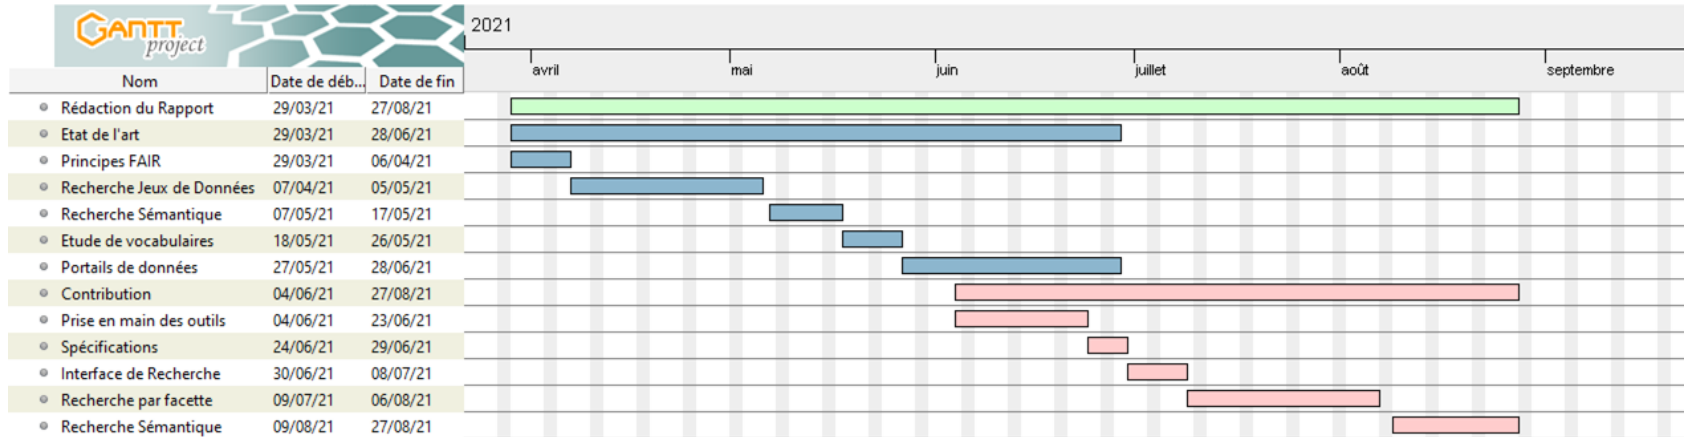 GANTT
project
2021
avril mai juin juillet août septembre
Nom Date de déb... Date de fin
Rédaction du Rapport 29/03/21 27/08/21
Etat de l'art 29/03/21 28/06/21
Principes FAIR 29/03/21 06/04/21
Recherche Jeux de Données 07/04/21 05/05/21
Recherche Sémantique 07/05/21 17/05/21
Etude de vocabulaires 18/05/21 26/05/21
Portails de données 27/05/21 28/06/21
Contribution 04/06/21 27/08/21
Prise en main des outils 04/06/21 23/06/21
Spécifications 24/06/21 29/06/21
Interface de Recherche 30/06/21 08/07/21
Recherche par facette 09/07/21 06/08/21
Recherche Sémantique 09/08/21 27/08/21